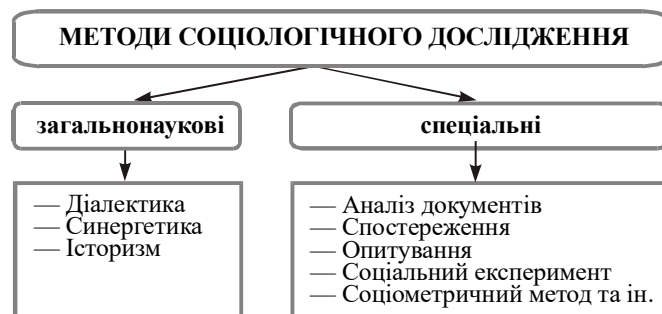 МЕТОДИ СОЦІОЛОГІЧНОГО ДОСЛІДЖЕННЯ
загальнонаукові
спеціальні
— Діалектика
— Синергетика
— Історизм
— Аналіз документів
— Спостереження
— Опитування
— Соціальний експеримент
— Соціометричний метод та ін.